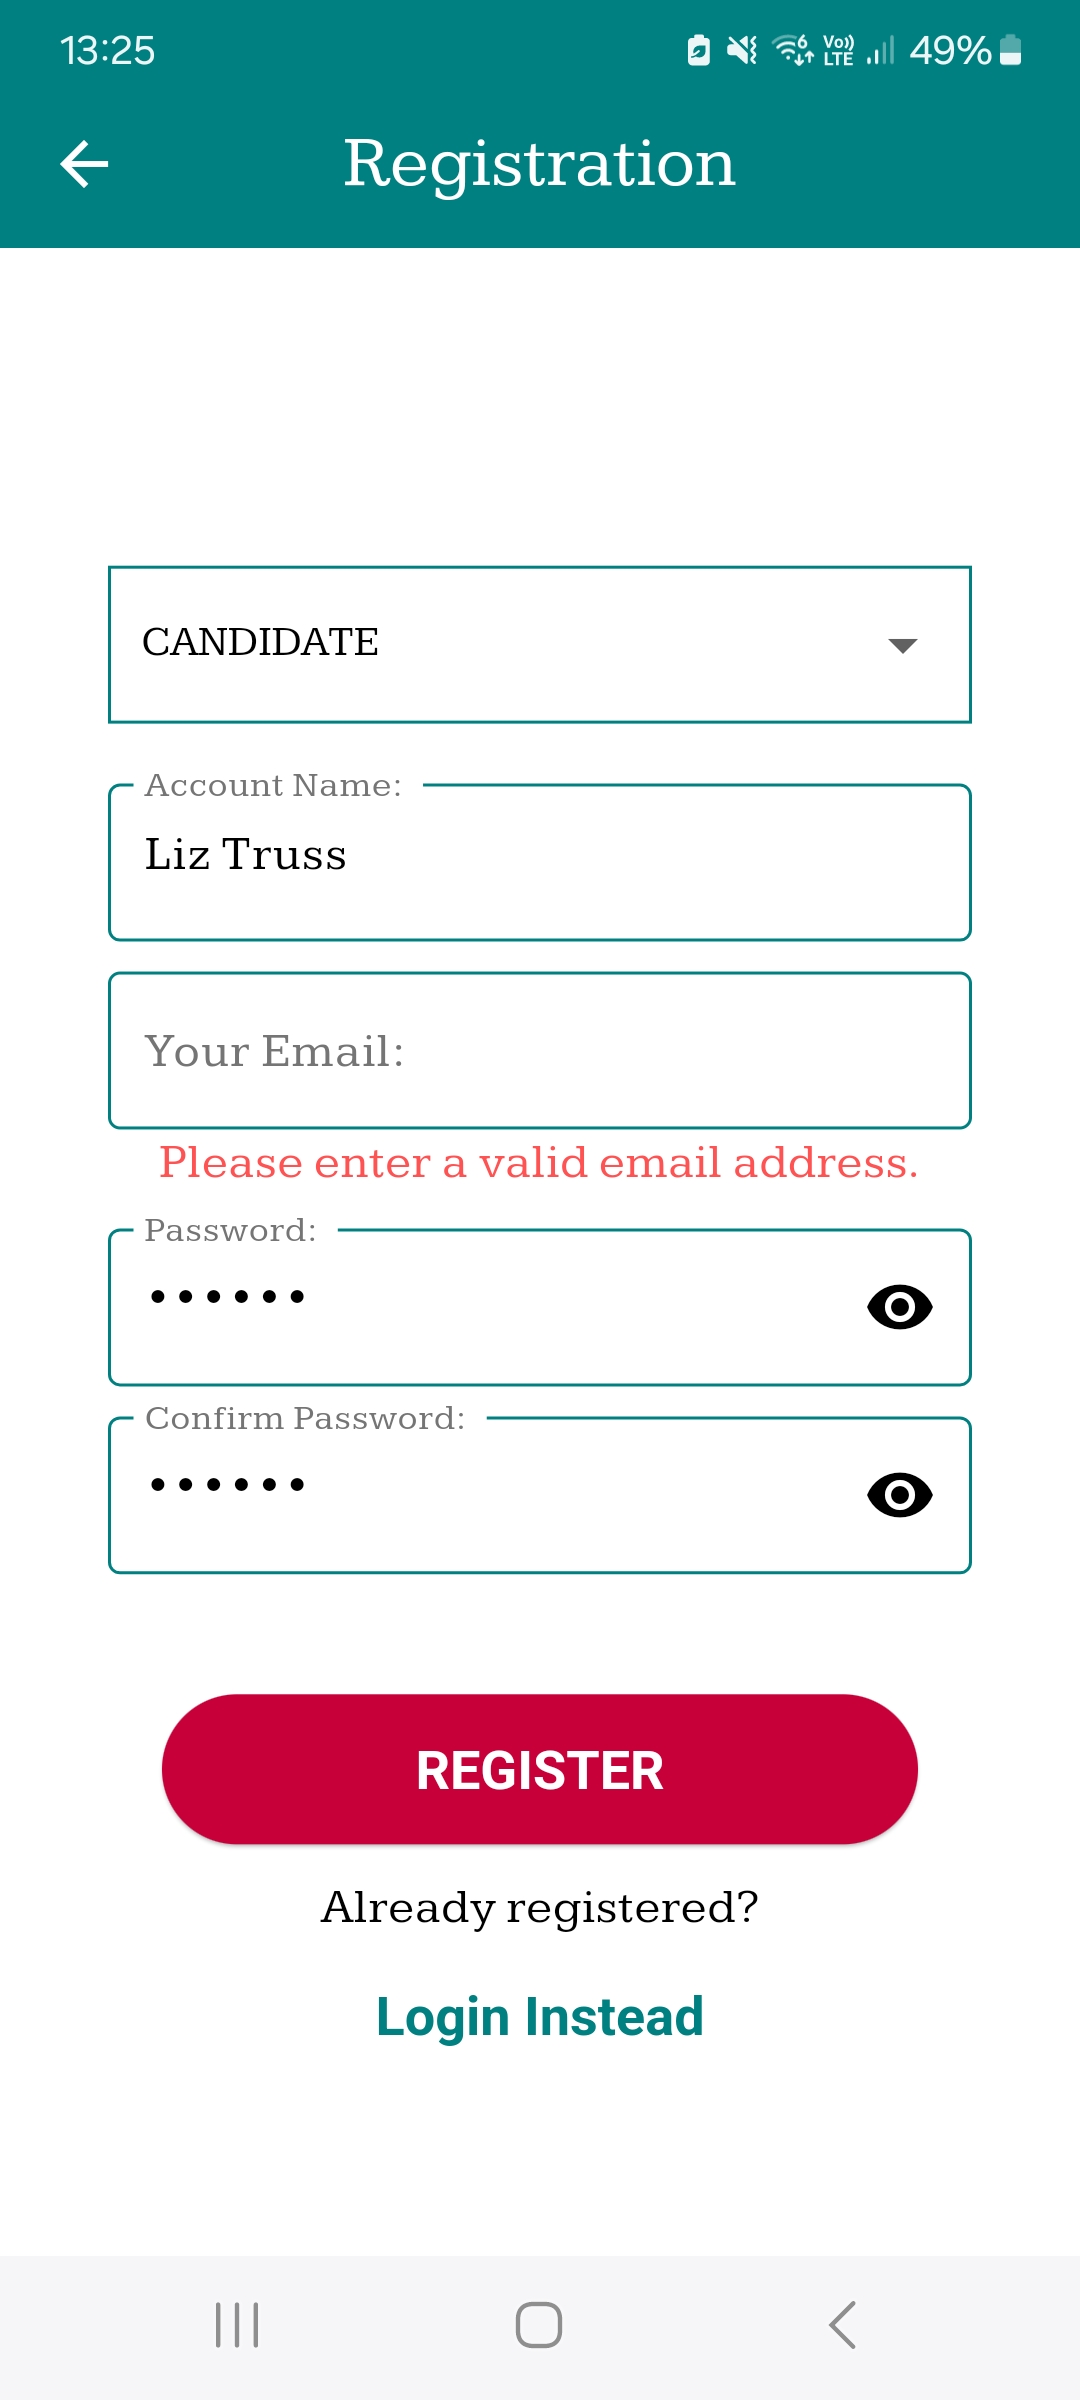 13:25
Vo))
LTE
49%
Registration
CANDIDATE
Account Name:
Liz Truss
Your Email:
Please enter a valid email address.
Password:
••••••
Confirm Password:
••••••
REGISTER
Already registered?
Login Instead